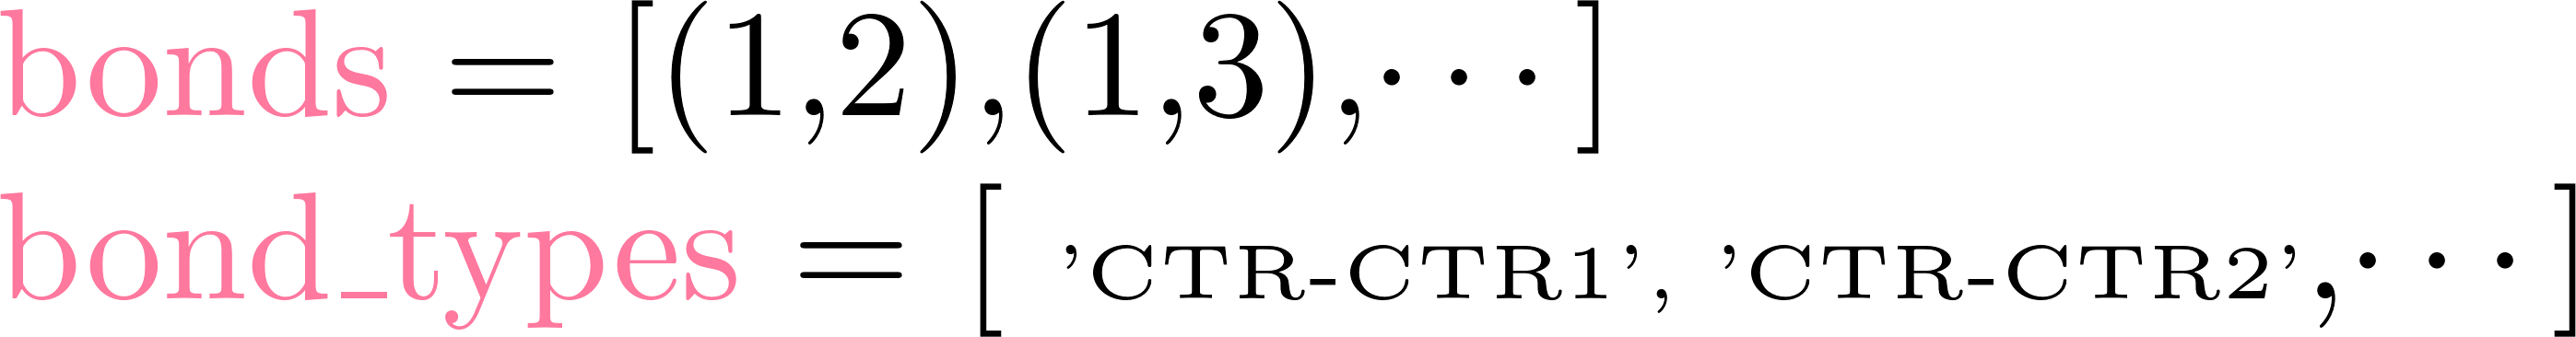 bonds = [(1,2),(1,3),··· ]
bond_types = [ 'CTR-CTR1', 'CTR-CTR2',··· ]